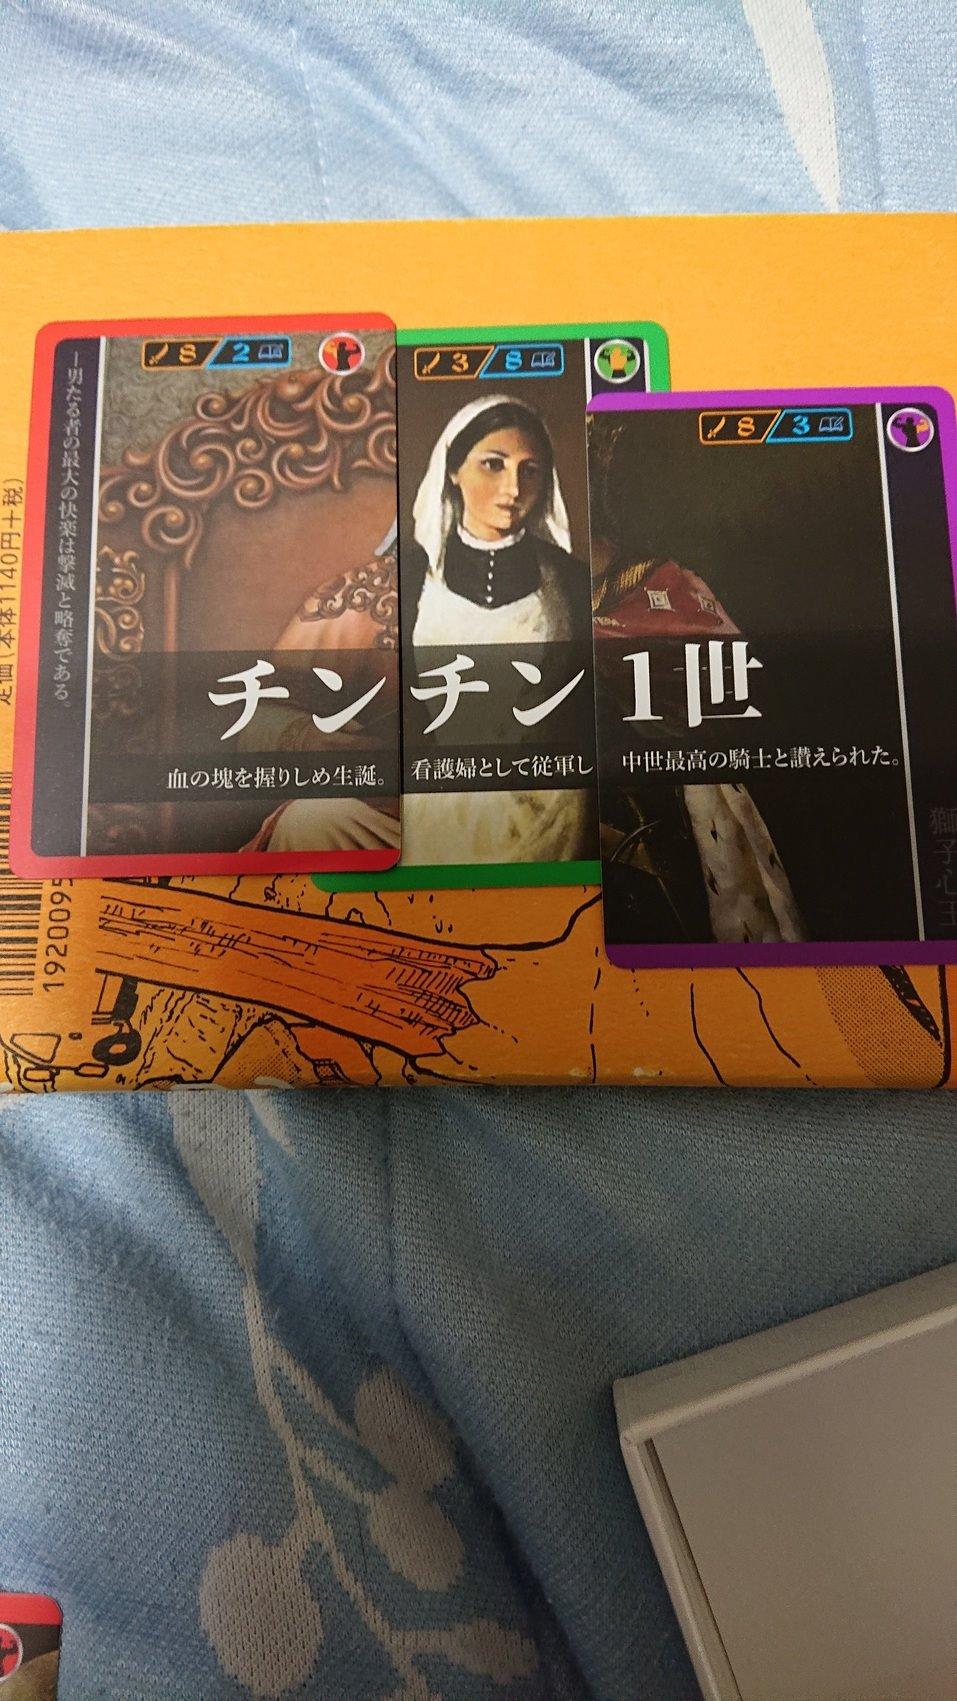 8 2
3 8
8 3
一男たる者の最大の快楽は撃滅と略奪である。
チン
チン
1世
血の塊を握りしめ生誕。
看護婦として従軍し
中世最高の騎士と讃えられた。
獅子心王
定価(本体1140円+税)
1920095